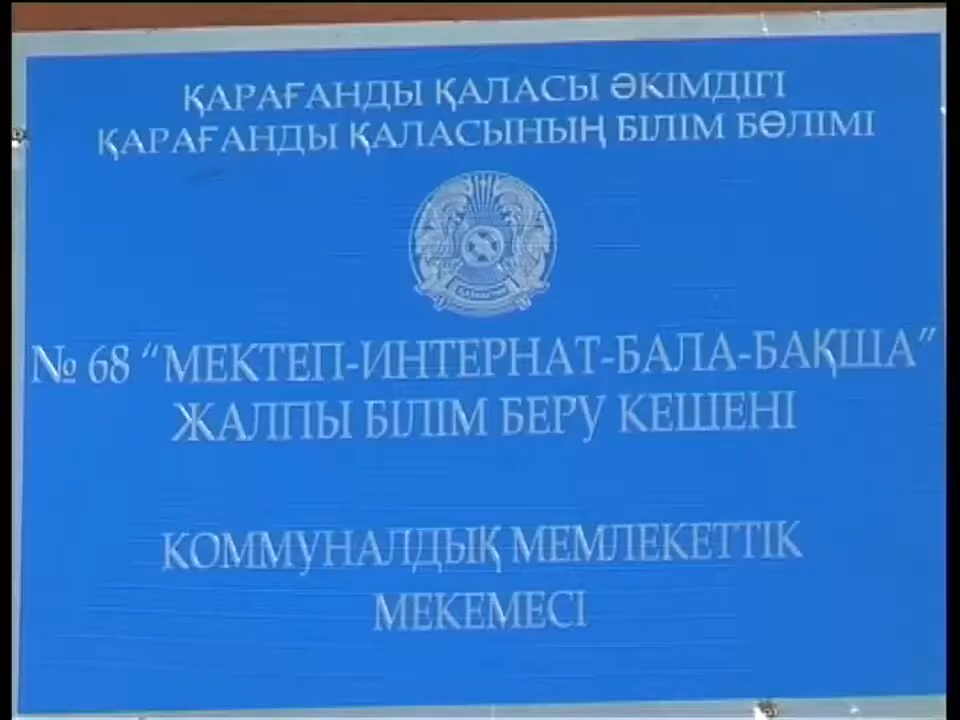 ҚАРАҒАНДЫ ҚАЛАСЫ ӘКІМДІГІ
ҚАРАҒАНДЫ ҚАЛАСЫНЫҢ БІЛІМ БӨЛІМІ
ҚАЗАҚСТАН
№ 68 “МЕКТЕП-ИНТЕРНАТ-БАЛА-БАҚША”
ЖАЛПЫ БІЛІМ БЕРУ КЕШЕНІ
КОММУНАЛДЫҚ МЕМЛЕКЕТТІК
МЕКЕМЕСІ